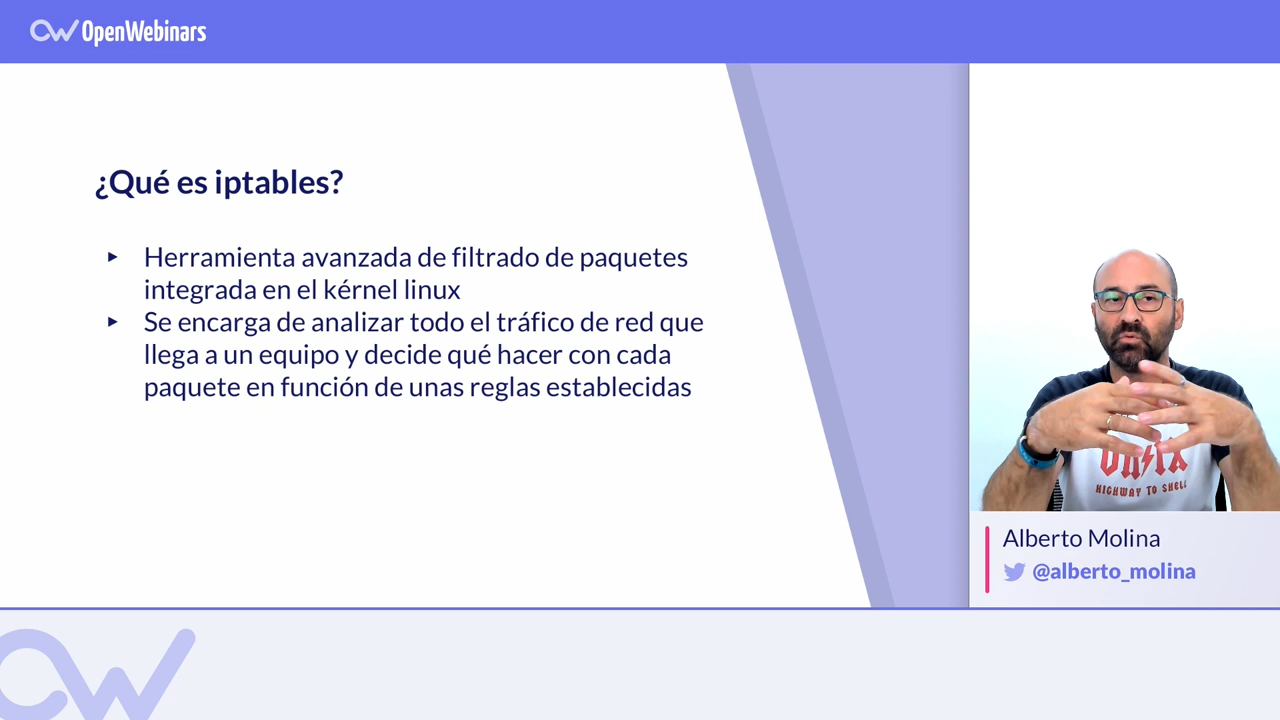 OpenWebinars
¿Qué es iptables?
Herramienta avanzada de filtrado de paquetes
integrada en el kérnel linux
Se encarga de analizar todo el tráfico de red que
llega a un equipo y decide qué hacer con cada
paquete en función de unas reglas establecidas
HIGHWAY TO SHELL
Alberto Molina
@alberto_molina